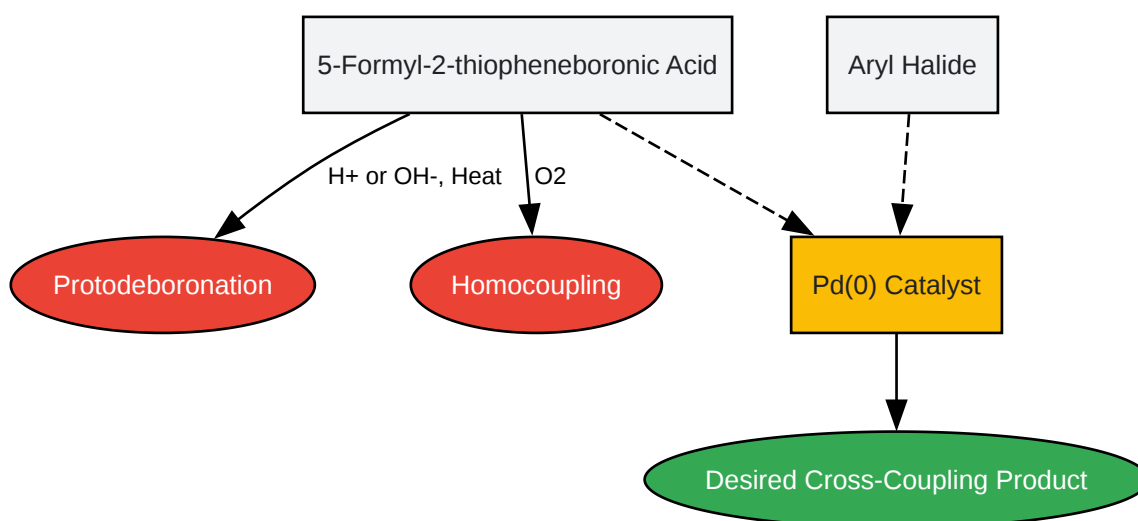 5-Formyl-2-thiopheneboronic Acid
Aryl Halide
H+ or OH-, Heat
O2
Protodeboronation
Homocoupling
Pd(0) Catalyst
Desired Cross-Coupling Product